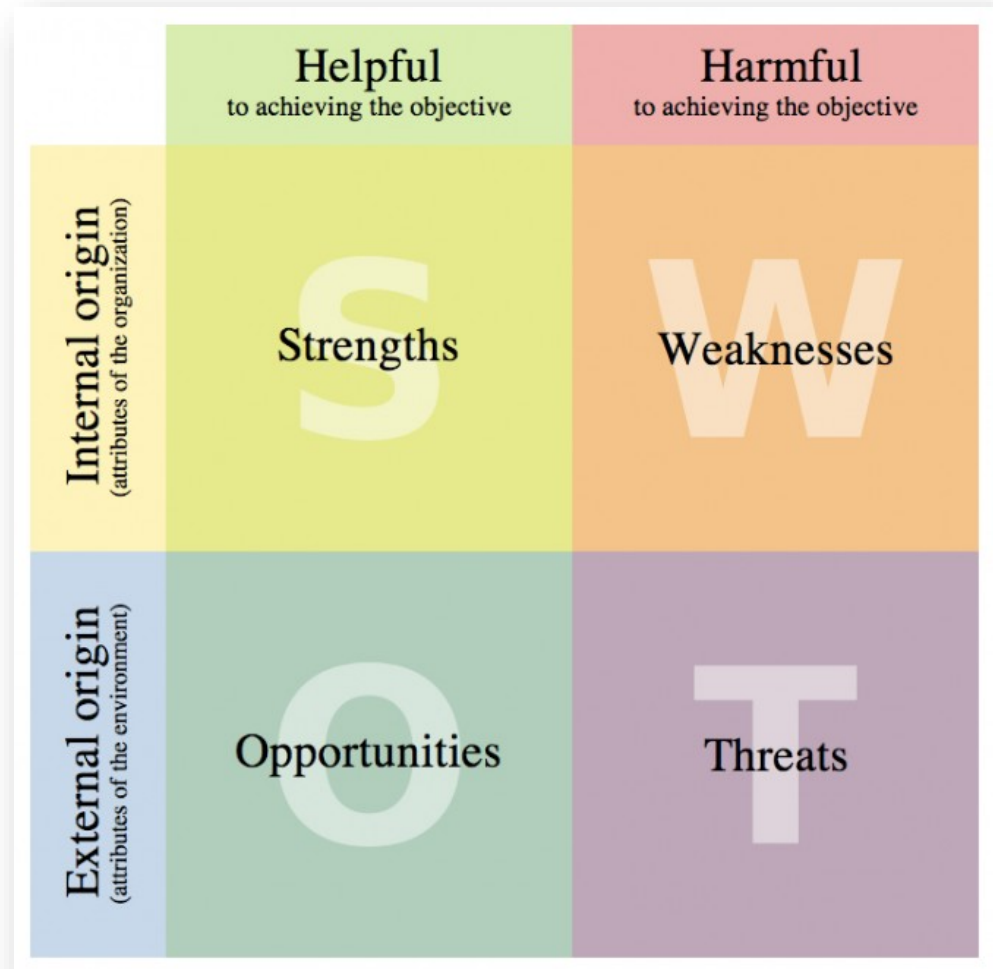 Helpful
to achieving the objective
Harmful
to achieving the objective
Internal origin
(attributes of the organization)
S
Strengths
W
Weaknesses
External origin
(attributes of the environment)
O
Opportunities
T
Threats